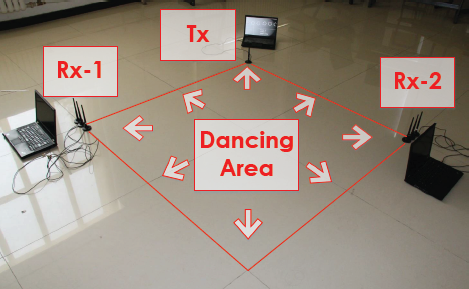 Tx
Rx-1
Rx-2
Dancing
Area